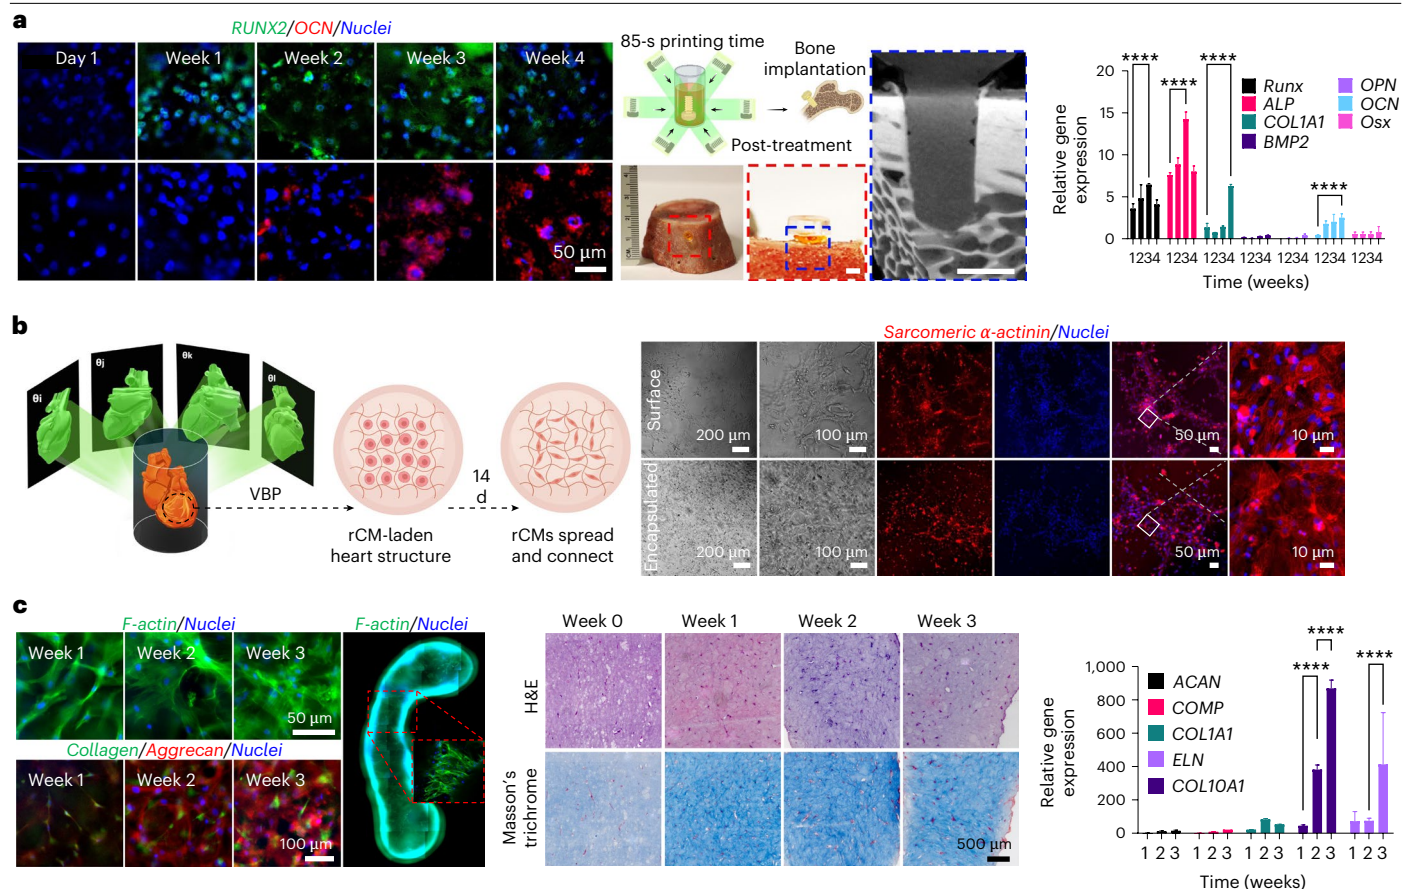 a
RUNX2/OCN/Nuclei
Day 1
Week 1
Week 2
Week 3
Week 4
50 µm
85-s printing time
Bone
implantation
Post-treatment
Relative gene
expression
20
15
10
5
0
****
****
****
****
Runx
ALP
COL1A1
BMP2
OPN
OCN
Osx
1234 1234 1234 1234 1234 1234 1234
Time (weeks)
b
θi
θj
θk
θl
VBP
14
d
rCM-laden
heart structure
rCMs spread
and connect
Sarcomeric α-actinin/Nuclei
Surface
200 µm
100 µm
50 µm
10 µm
Encapsulated
200 µm
100 µm
50 µm
10 µm
c
F-actin/Nuclei
Week 1
Week 2
Week 3
50 µm
Collagen/Aggrecan/Nuclei
Week 1
Week 2
Week 3
100 µm
F-actin/Nuclei
Week 0
Week 1
Week 2
Week 3
H&E
Masson's
trichrome
500 µm
Relative gene
expression
1,000
800
600
400
200
0
****
****
****
ACAN
COMP
COL1A1
ELN
COL10A1
1 2 3 1 2 3 1 2 3 1 2 3 1 2 3
Time (weeks)